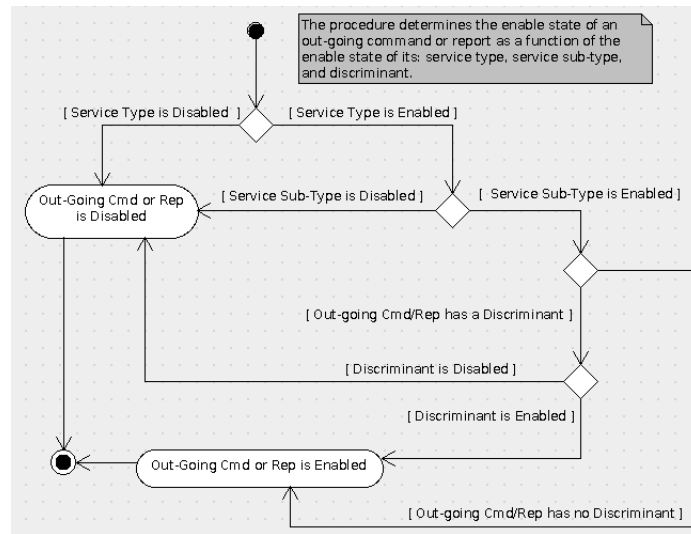 The procedure determines the enable state of an
out-going command or report as a function of the
enable state of its: service type, service sub-type,
and discriminant.
[ Service Type is Disabled ]
[ Service Type is Enabled ]
Out-Going Cmd or Rep
is Disabled
[ Service Sub-Type is Disabled ]
[ Service Sub-Type is Enabled ]
[ Out-going Cmd/Rep has a Discriminant ]
[ Discriminant is Disabled ]
[ Discriminant is Enabled ]
Out-Going Cmd or Rep is Enabled
[ Out-going Cmd/Rep has no Discriminant ]